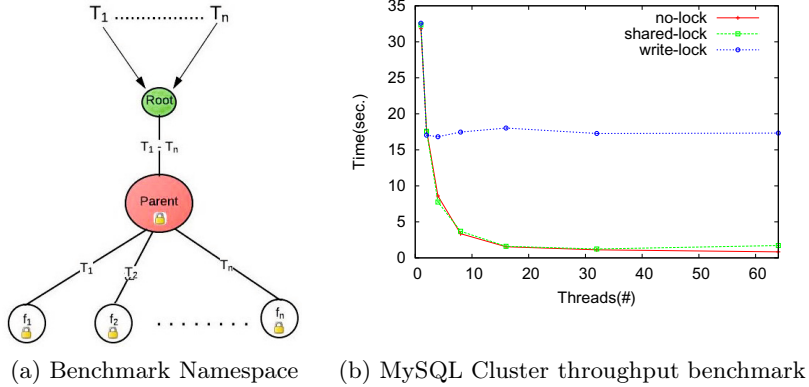 T1 .................. Tn
Root
T1 - Tn
Parent
T1
T2
Tn
f1
f2
. . . . . . . .
fn
(a) Benchmark Namespace
35
30
25
20
15
10
5
0
Time(sec.)
no-lock
shared-lock
write-lock
0 10 20 30 40 50 60
Threads(#)
(b) MySQL Cluster throughput benchmark